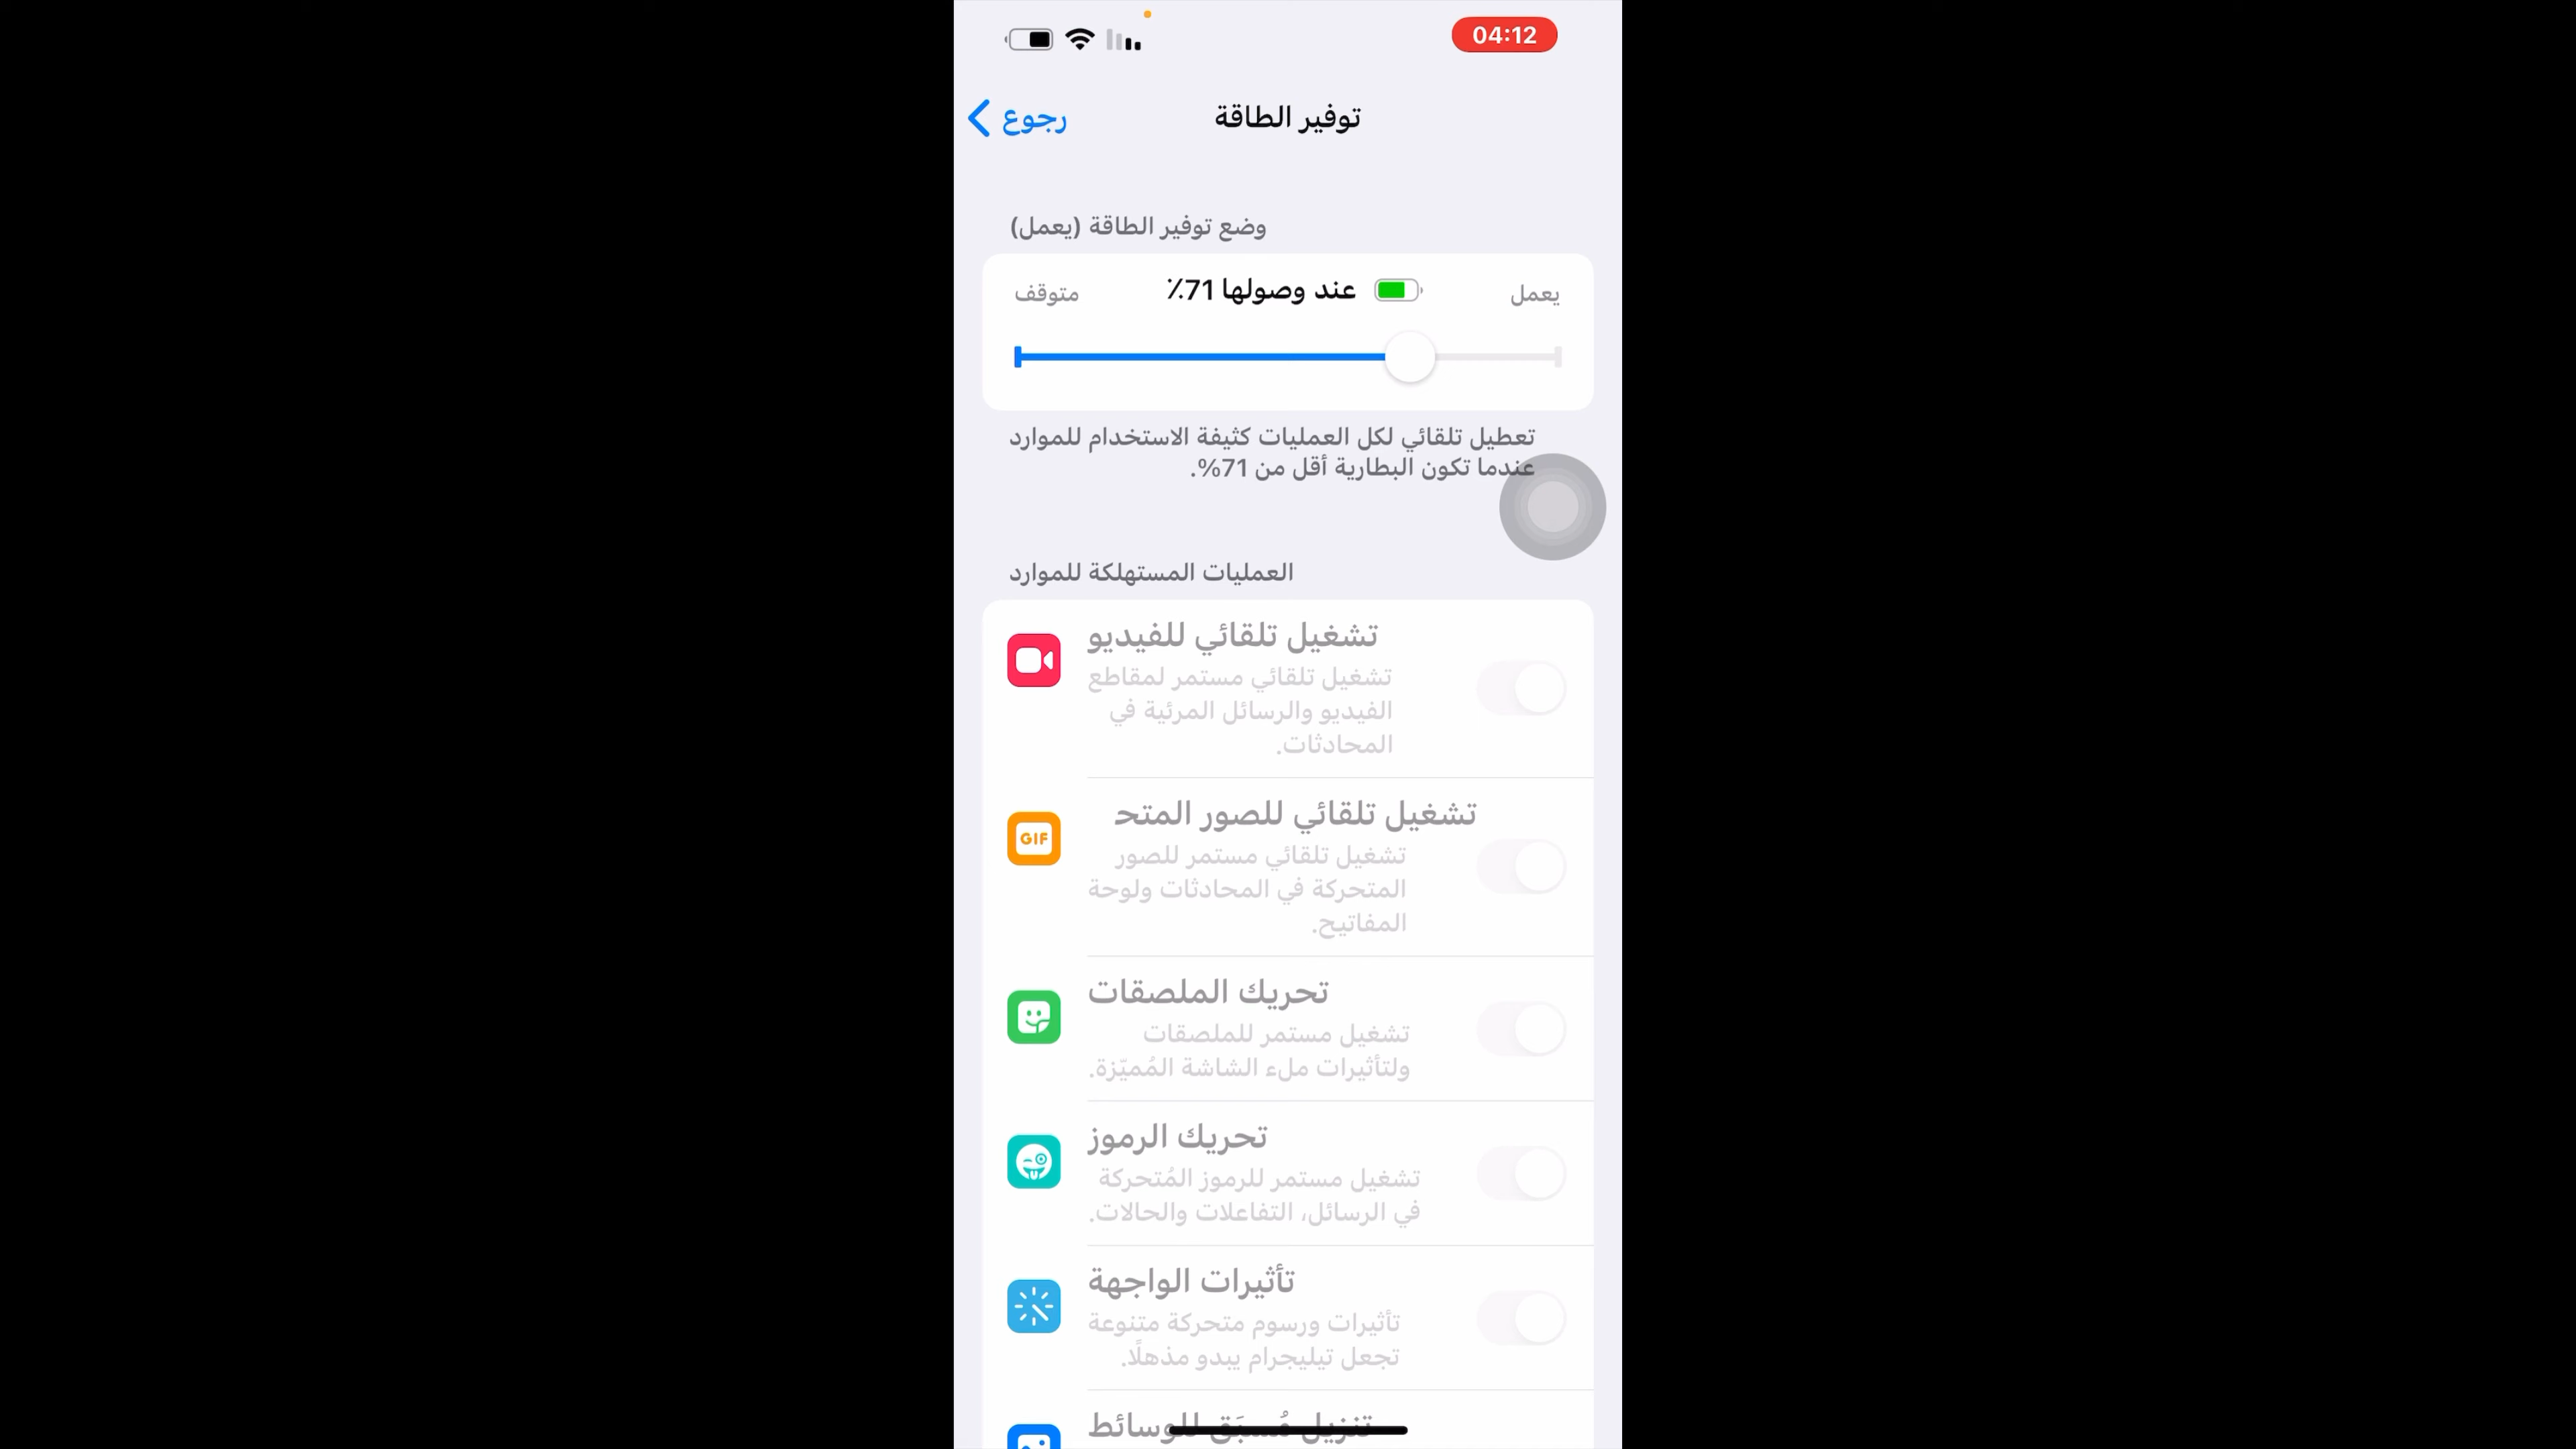 04:12
توفير الطاقة
رجوع
وضع توفير الطاقة (يعمل)
يعمل
عند وصولها 71٪
متوقف
تعطيل تلقائي لكل العمليات كثيفة الاستخدام للموارد
عندما تكون البطارية أقل من 71%.
العمليات المستهلكة للموارد
تشغيل تلقائي للفيديو
تشغيل تلقائي مستمر لمقاطع
الفيديو والرسائل المرئية في
المحادثات.
تشغيل تلقائي للصور المتح
GIF
تشغيل تلقائي مستمر للصور
المتحركة في المحادثات ولوحة
المفاتيح.
تحريك الملصقات
تشغيل مستمر للملصقات
ولتأثيرات ملء الشاشة المُميّزة.
تحريك الرموز
تشغيل مستمر للرموز المُتحركة
في الرسائل، التفاعلات والحالات.
تأثيرات الواجهة
تأثيرات ورسوم متحركة متنوعة
تجعل تيليجرام يبدو مذهلًا.
تنزيل مُسبَق للوسائط